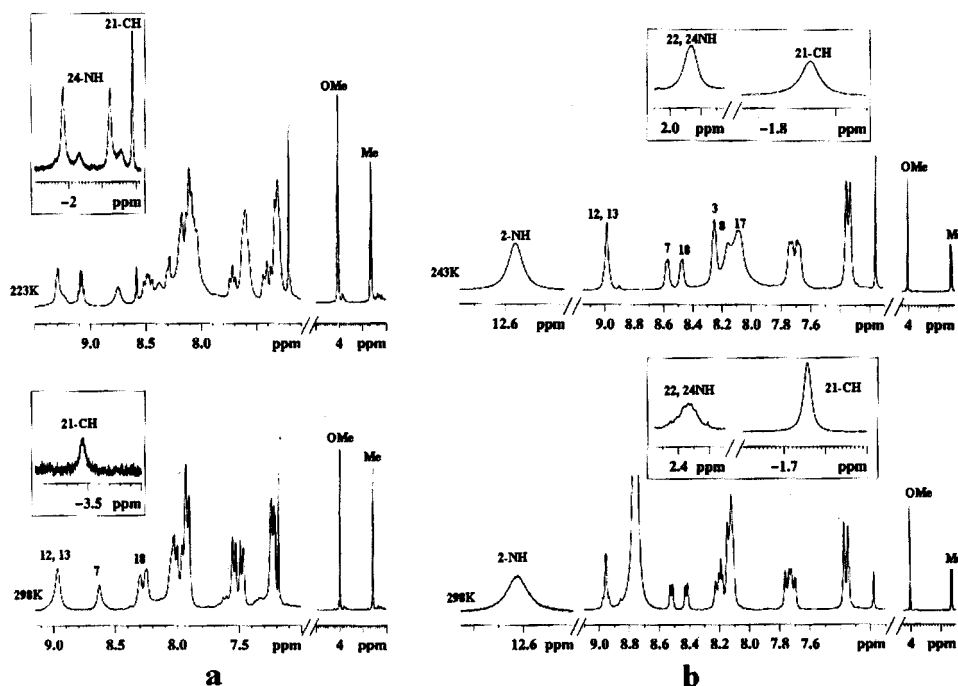 21-CH
24-NH
-2 ppm
OMe
Me
223K
9.0 8.5 8.0 ppm 4 ppm
21-CH
-3.5 ppm
12, 13
7
18
OMe
Me
298K
9.0 8.5 8.0 7.5 ppm 4 ppm
a
22, 24NH
21-CH
2.0 ppm -1.8 ppm
2-NH
12, 13
7
18
3
8
17
OMe
243K
12.6 ppm 9.0 8.8 8.6 8.4 8.2 8.0 7.8 7.6 ppm 4 ppm
22, 24NH
21-CH
2.4 ppm -1.7 ppm
2-NH
OMe
298K
12.6 ppm 9.0 8.8 8.6 8.4 8.2 8.0 7.8 7.6 ppm 4 ppm
b